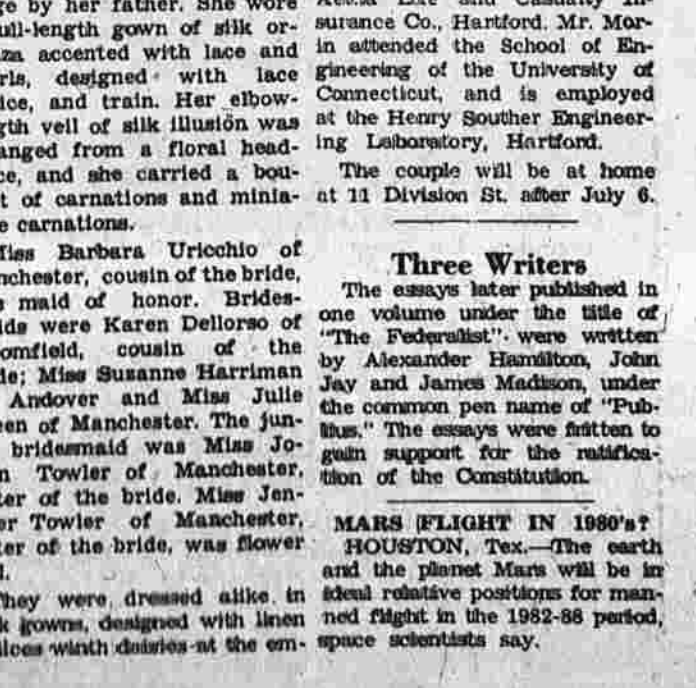 ge by her father. She wore
ull-length gown of silk or-
za accented with lace and
rls, designed with lace
ice, and train. Her elbow-
gth veil of silk illusion was
anged from a floral head-
ce, and she carried a bou-
t of carnations and minia-
e carnations.
iss Barbara Uricchio of
nchester, cousin of the bride,
maid of honor. Brides-
ids were Karen Dellorso of
omfield, cousin of the
de; Miss Suzanne Harriman
Andover and Miss Julie
een of Manchester. The jun-
bridesmaid was Miss Jo-
n Towler of Manchester,
ter of the bride. Miss Jen-
er Towler of Manchester,
ter of the bride, was flower
l.
hey were dressed alike in
k gowns, designed with linen
ices winth daisies at the em-
surance Co., Hartford. Mr. Mor-
in attended the School of En-
gineering of the University of
Connecticut, and is employed
at the Henry Souther Engineer-
ing Laboratory, Hartford.
The couple will be at home
at 11 Division St. after July 6.
Three Writers
The essays later published in
one volume under the title of
"The Federalist" were written
by Alexander Hamilton, John
Jay and James Madison, under
the common pen name of "Pub-
lius." The essays were written to
gain support for the ratifica-
tion of the Constitution.
MARS FLIGHT IN 1980's?
HOUSTON, Tex.—The earth
and the planet Mars will be in
ideal relative positions for man-
ned flight in the 1982-88 period,
space scientists say.